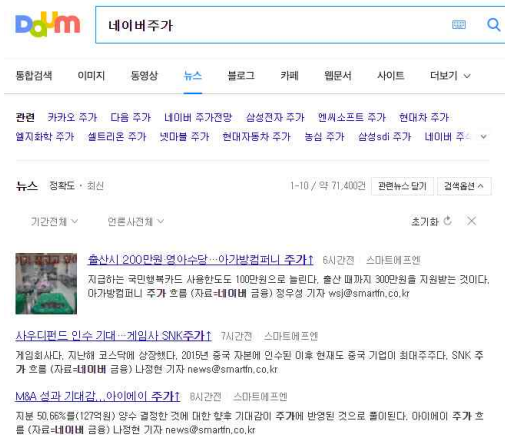 Daum 네이버주가
통합검색 이미지 동영상 뉴스 블로그 카페 웹문서 사이트 더보기
관련 카카오 주가 다음 주가 네이버 주가전망 삼성전자 주가 엔씨소프트 주가 현대차 주가
엘지화학 주가 셀트리온 주가 넷마블 주가 현대자동차 주가 농심 주가 삼성sdi 주가 네이버
뉴스 정확도 · 최신 1-10 / 약 71,400건 관련뉴스 닫기 검색옵션
기간전체 언론사전체 초기화
출산시 200만원 영아수당…아가방컴퍼니 주가↑ 6시간전 스마트에프엔
지급하는 국민행복카드 사용한도도 100만원으로 늘린다. 출산 때까지 300만원을 지원받는 것이다.
아가방컴퍼니 주가 흐름 (자료=네이버 금융) 정우성 기자 wsj@smartfn.co.kr
사우디펀드 인수 기대…게임사 SNK주가↑ 7시간전 스마트에프엔
게임회사다. 지난해 코스닥에 상장했다. 2015년 중국 자본에 인수된 이후 현재도 중국 기업이 최대주주다. SNK 주
가 흐름 (자료=네이버 금융) 나정현 기자 news@smartfn.co.kr
M&A 성과 기대감...아이에이 주가↑ 8시간전 스마트에프엔
지분 50.66%를(127억원) 양수 결정한 것에 대한 향후 기대감이 주가에 반영된 것으로 풀이된다. 아이에이 주가 흐
름 (자료=네이버 금융) 나정현 기자 news@smartfn.co.kr